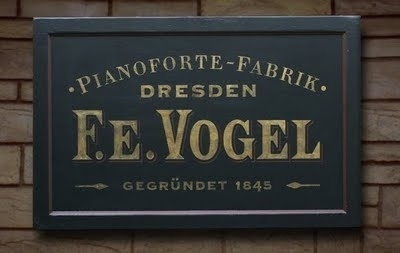 ·PIANOFORTE-FABRIK·
DRESDEN
F.E.VOGEL
GEGRÜNDET 1845